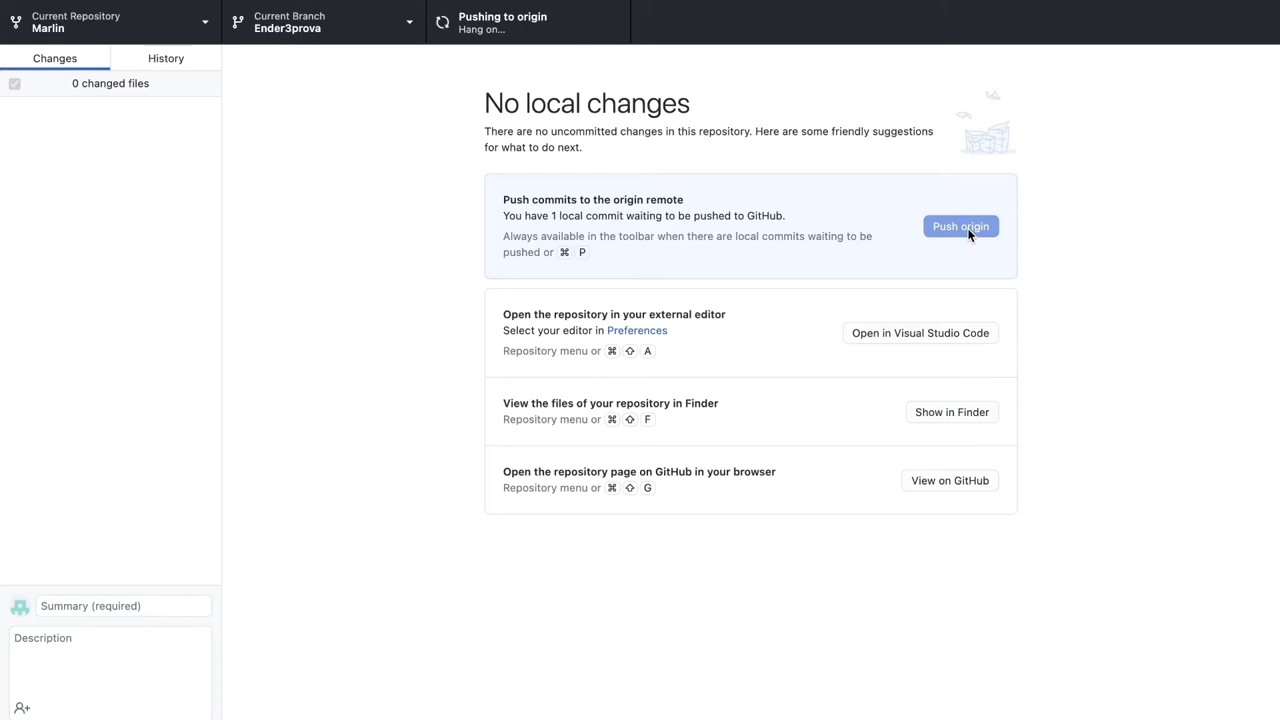 Current Repository
Marlin
Current Branch
Ender3prova
Pushing to origin
Hang on...
Changes
History
0 changed files
No local changes
There are no uncommitted changes in this repository. Here are some friendly suggestions
for what to do next.
Push commits to the origin remote
You have 1 local commit waiting to be pushed to GitHub.
Always available in the toolbar when there are local commits waiting to be
pushed or ⌘ P
Push origin
Open the repository in your external editor
Select your editor in Preferences
Repository menu or ⌘ ⇧ A
Open in Visual Studio Code
View the files of your repository in Finder
Repository menu or ⌘ ⇧ F
Show in Finder
Open the repository page on GitHub in your browser
Repository menu or ⌘ ⇧ G
View on GitHub
Summary (required)
Description